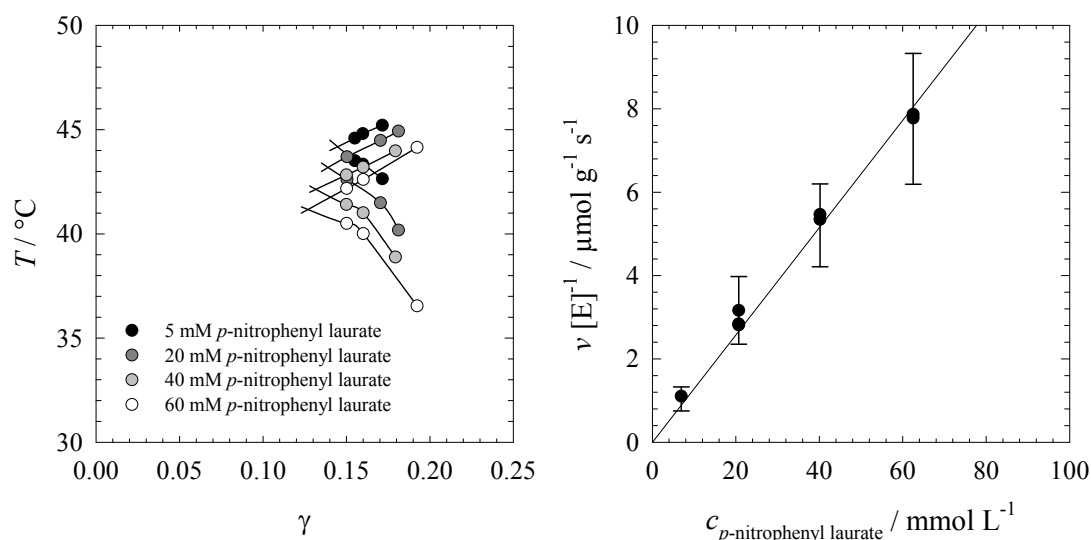 50
45
40
35
30
T / °C
5 mM p-nitrophenyl laurate
20 mM p-nitrophenyl laurate
40 mM p-nitrophenyl laurate
60 mM p-nitrophenyl laurate
0.00 0.05 0.10 0.15 0.20 0.25
γ
10
8
6
4
2
0
v [E]⁻¹ / µmol g⁻¹ s⁻¹
0 20 40 60 80 100
c p-nitrophenyl laurate / mmol L⁻¹